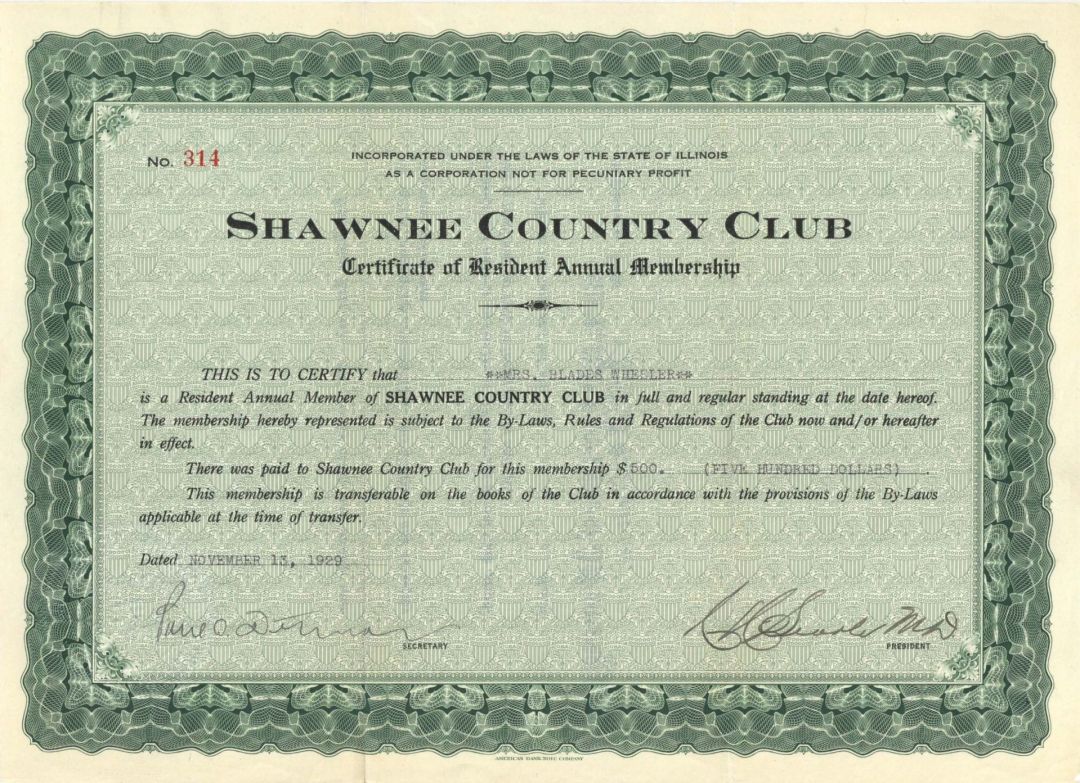 No. 314
INCORPORATED UNDER THE LAWS OF THE STATE OF ILLINOIS
AS A CORPORATION NOT FOR PECUNIARY PROFIT
SHAWNEE COUNTRY CLUB
Certificate of Resident Annual Membership
THIS IS TO CERTIFY that **MRS. BLADES WHEELER**
is a Resident Annual Member of SHAWNEE COUNTRY CLUB in full and regular standing at the date hereof.
The membership hereby represented is subject to the By-Laws, Rules and Regulations of the Club now and/or hereafter
in effect.
There was paid to Shawnee Country Club for this membership $500. (FIVE HUNDRED DOLLARS)
This membership is transferable on the books of the Club in accordance with the provisions of the By-Laws
applicable at the time of transfer.
Dated NOVEMBER 13, 1929
SECRETARY
PRESIDENT
AMERICAN BANK NOTE COMPANY